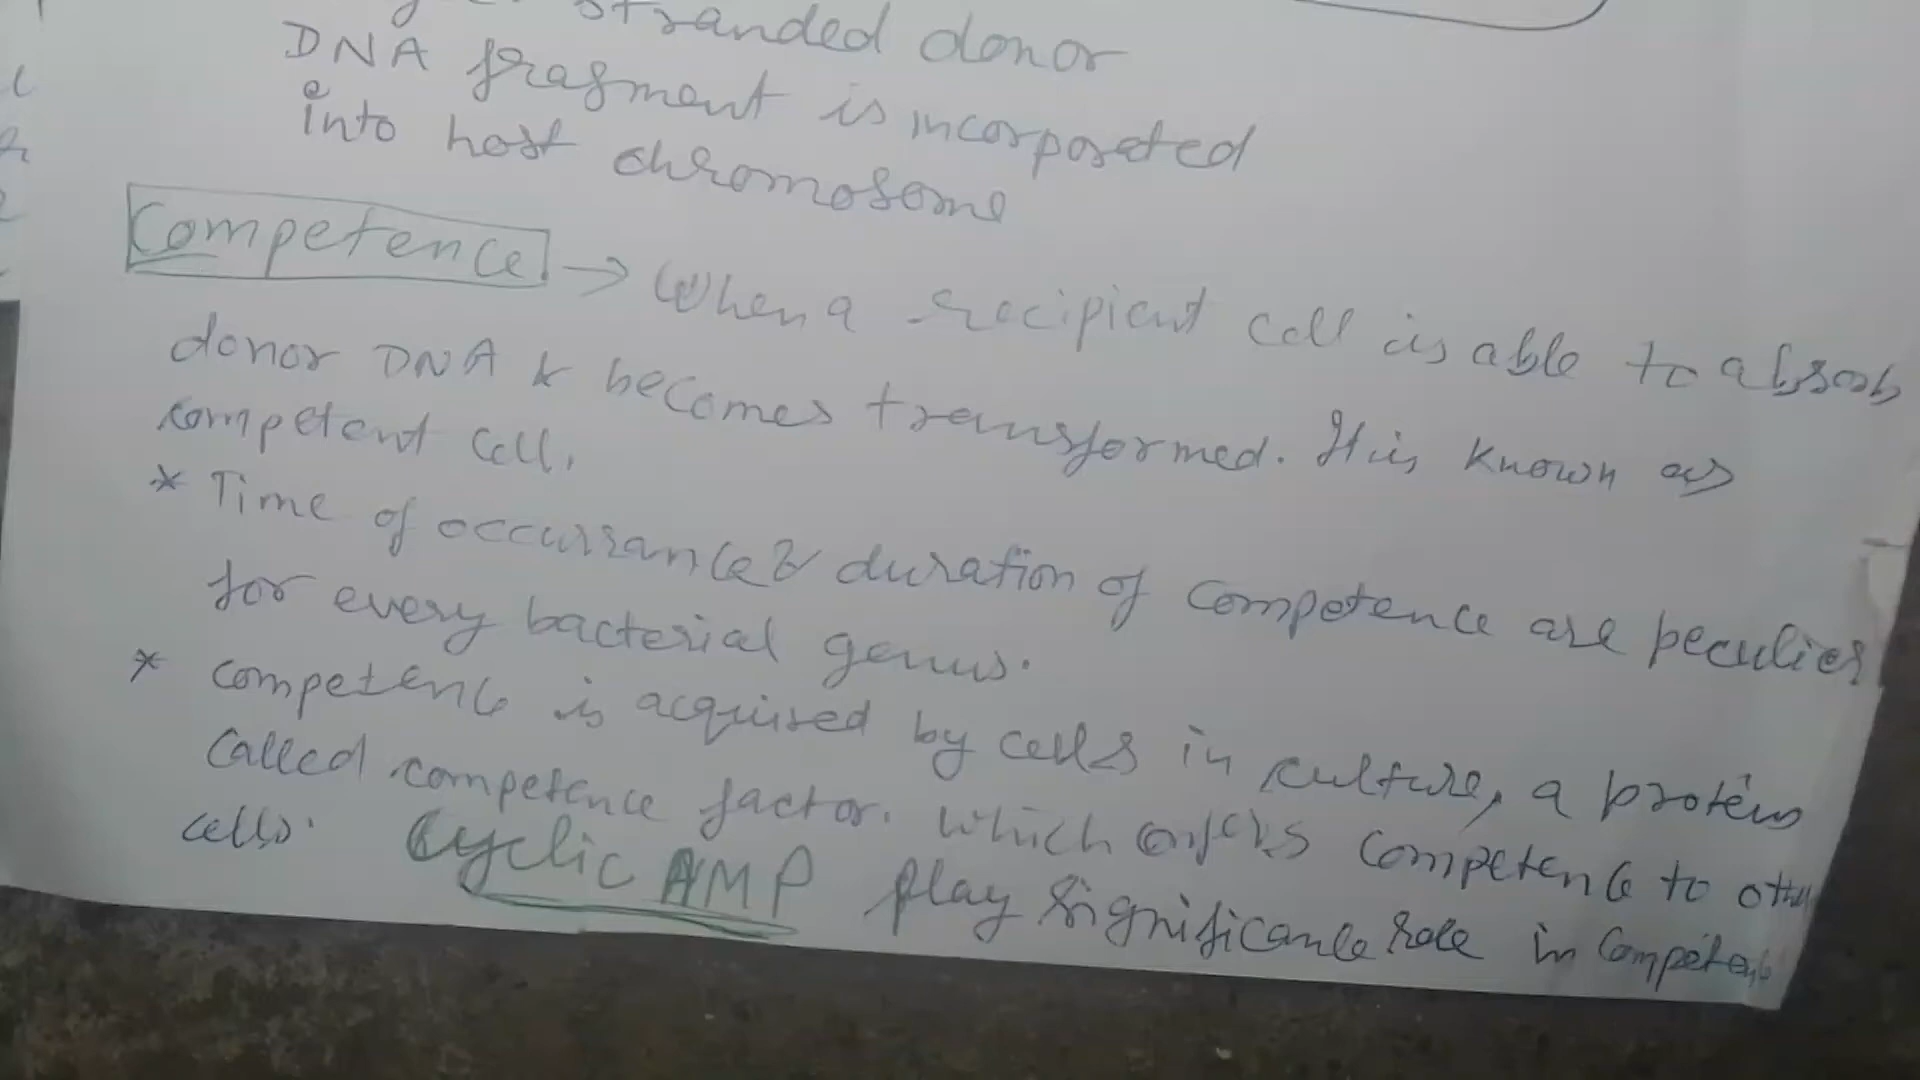 stranded donor
DNA fragment is incorporated
into host chromosome
Competence → When a recipient cell is able to absorb
donor DNA & becomes transformed. It is known as
competent cell.
* Time of occurrance & duration of competence are peculier
for every bacterial genus.
* competence is acquired by cells in culture, a protein
called competence factor. which confers competence to other
cells. Cyclic AMP play significance role in Competence